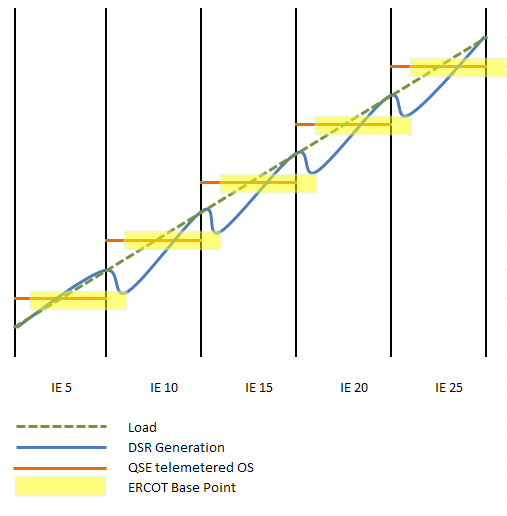 IE 5 IE 10 IE 15 IE 20 IE 25
Load
DSR Generation
QSE telemetered OS
ERCOT Base Point